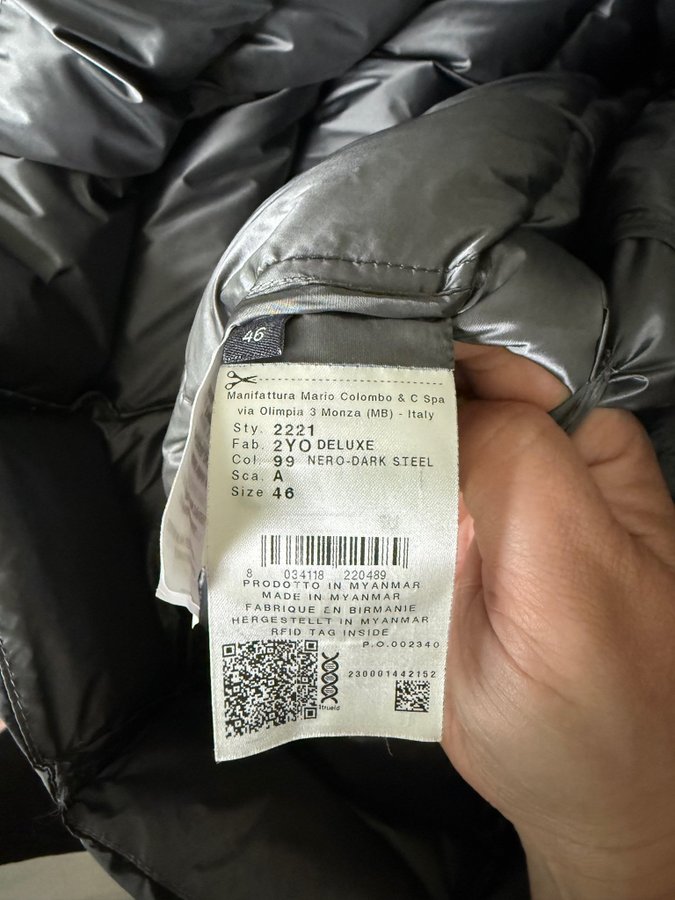 46
Manifattura Mario Colombo & C Spa
via Olimpia 3 Monza (MB) - Italy
Sty. 2221
Fab. 2YO DELUXE
Col. 99 NERO-DARK STEEL
Sca. A
Size 46
8 034118 220489
PRODOTTO IN MYANMAR
MADE IN MYANMAR
FABRIQUE EN BIRMANIE
HERGESTELLT IN MYANMAR
RFID TAG INSIDE
P.O.002340
230001442152
itrueid